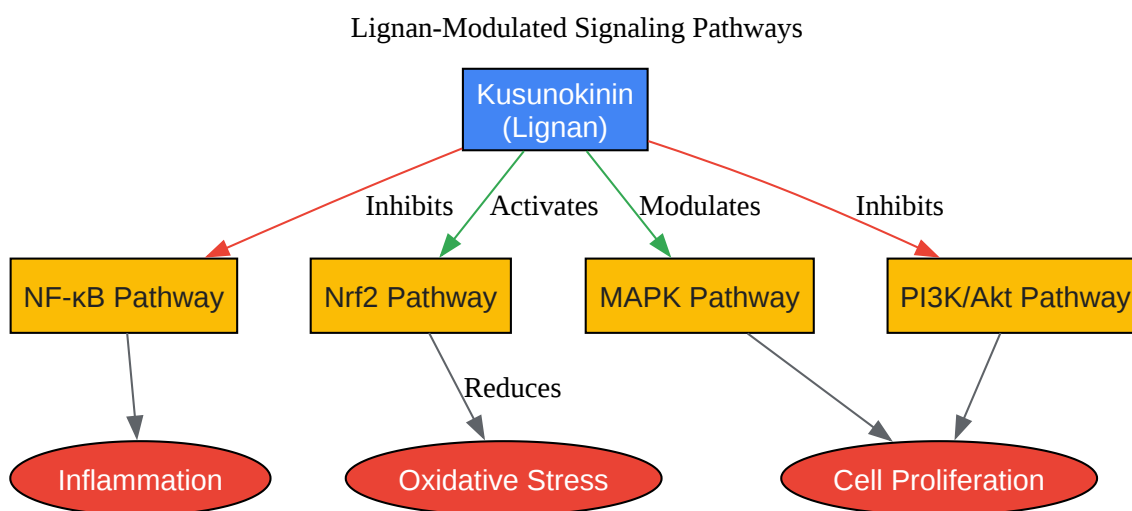 Lignan-Modulated Signaling Pathways
Kusunokinin
(Lignan)
Inhibits
Activates
Modulates
Inhibits
NF-κB Pathway
Nrf2 Pathway
MAPK Pathway
PI3K/Akt Pathway
Reduces
Inflammation
Oxidative Stress
Cell Proliferation